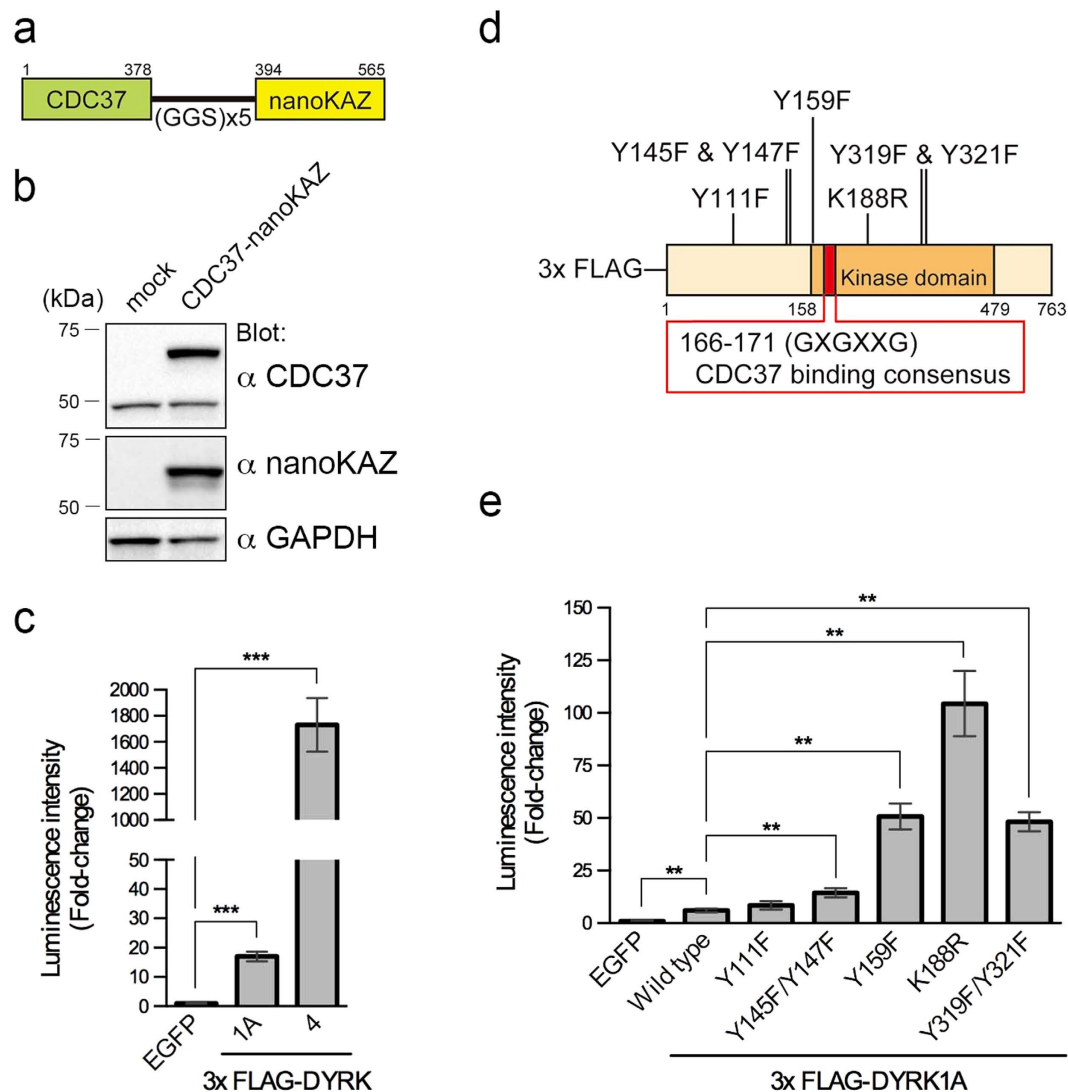 a
1 378 394 565
CDC37 nanoKAZ
(GGS)x5
b
mock CDC37-nanoKAZ
(kDa)
Blot:
75
α CDC37
50
75
α nanoKAZ
50
α GAPDH
c
Luminescence intensity
(Fold-change)
***
***
2000
1800
1600
1400
1200
1000
50
40
30
20
10
0
EGFP 1A 4
3x FLAG-DYRK
d
Y159F
Y145F & Y147F Y319F & Y321F
Y111F K188R
3x FLAG
Kinase domain
1 158 479 763
166-171 (GXGXXG)
CDC37 binding consensus
e
Luminescence intensity
(Fold-change)
**
**
**
**
**
150
125
100
75
50
25
0
EGFP Wild type Y111F Y145F/Y147F Y159F K188R Y319F/Y321F
3x FLAG-DYRK1A